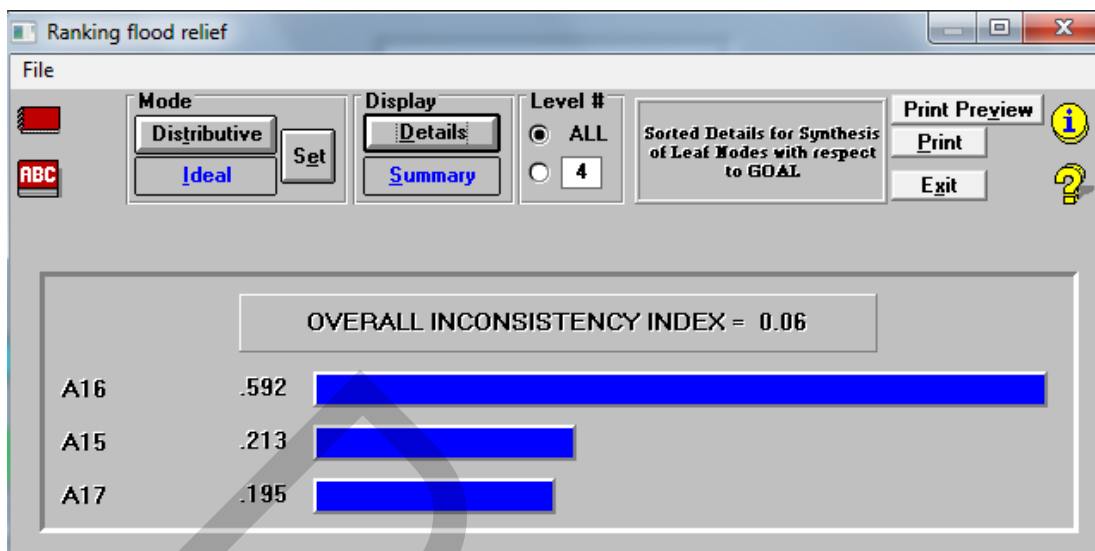 Ranking flood relief
File
Mode
Distributive
Ideal
Set
Display
Details
Summary
Level #
ALL
4
Sorted Details for Synthesis
of Leaf Nodes with respect
to GOAL
Print Preview
Print
Exit
i
?
ABC
OVERALL INCONSISTENCY INDEX = 0.06
A16 .592
A15 .213
A17 .195